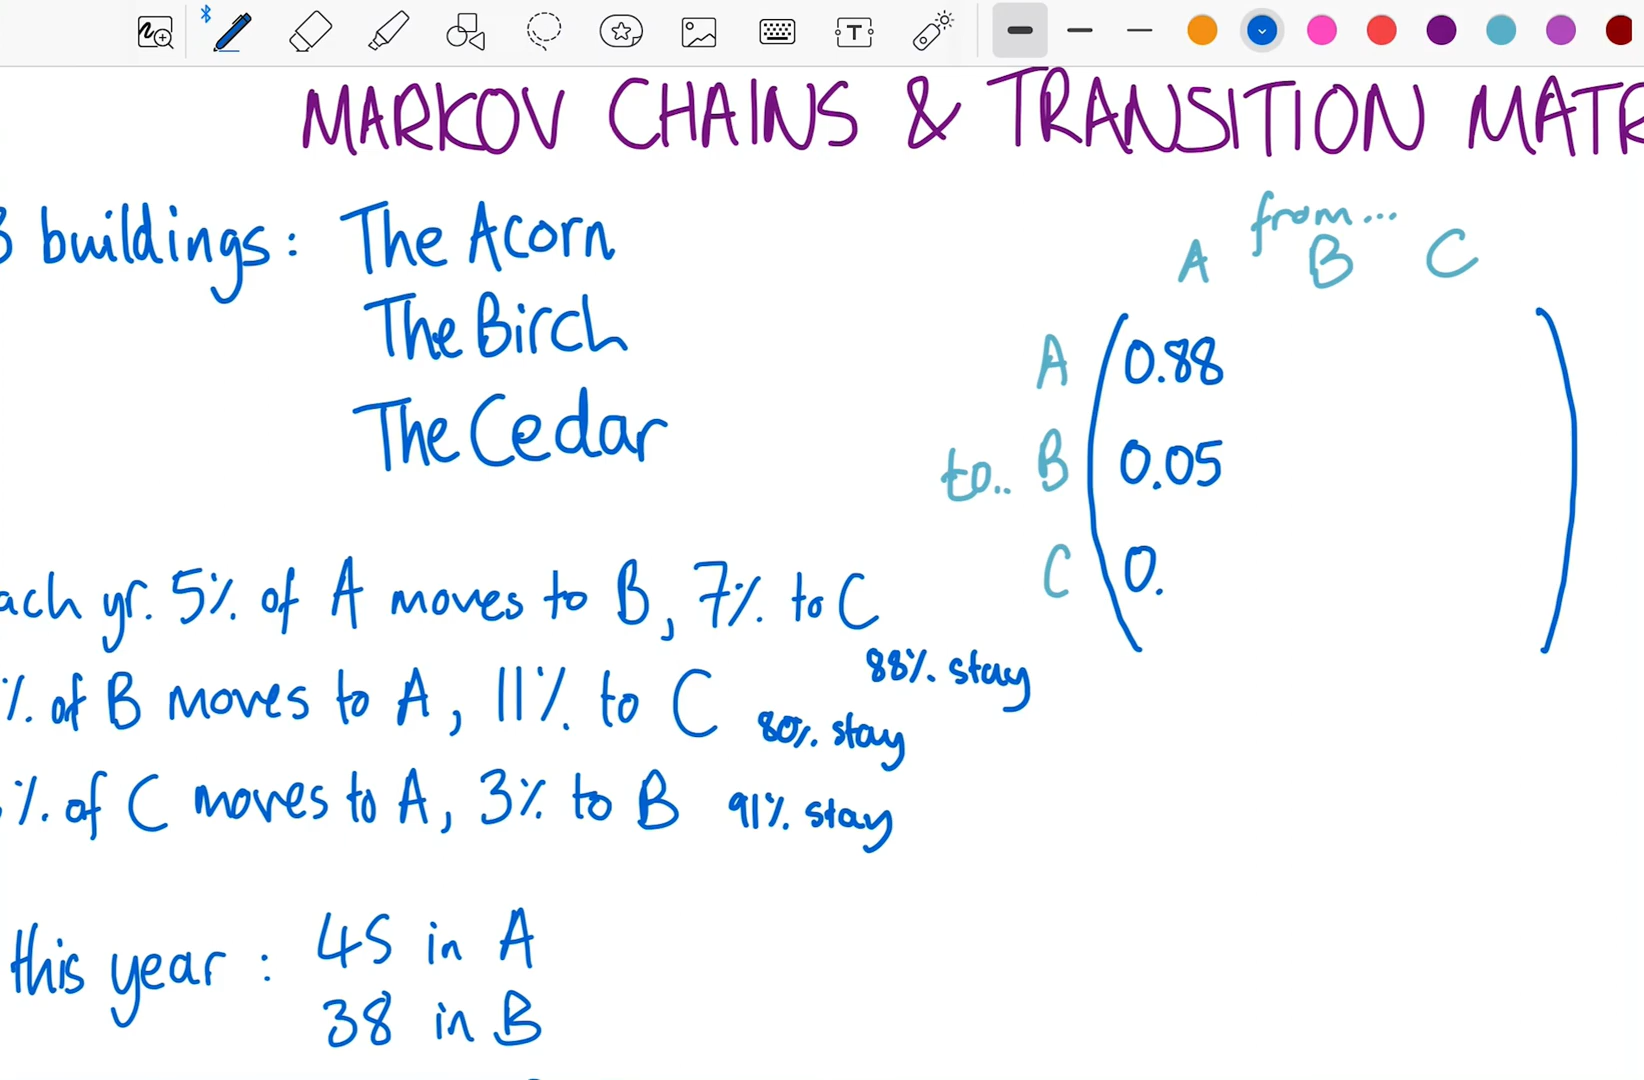 MARKOV CHAINS & TRANSITION MATR
buildings: The Acorn
The Birch
The Cedar
from...
A B C
A 0.88
to.. B 0.05
C 0.
ach yr. 5% of A moves to B, 7% to C
88% stay
% of B moves to A, 11% to C 80% stay
% of C moves to A, 3% to B 91% stay
this year: 45 in A
38 in B